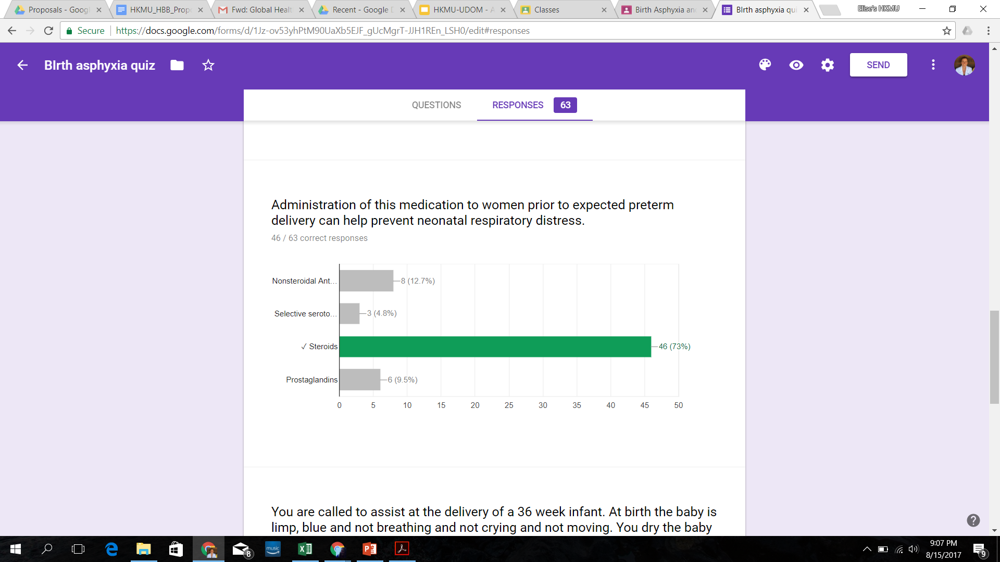 Proposals - Googl
HKMU_HBB_Prop
Fwd: Global Healt
Recent - Google D
HKMU-UDOM - A
Classes
Birth Asphyxia an
BIrth asphyxia qui
Elisa's HKMU
Secure
https://docs.google.com/forms/d/1Jz-ov53yhPtM90UaXb5EJF_gUcMgrT-JJH1REn_LSH0/edit#responses
BIrth asphyxia quiz
SEND
QUESTIONS
RESPONSES 63
Administration of this medication to women prior to expected preterm
delivery can help prevent neonatal respiratory distress.
46 / 63 correct responses
Nonsteroidal Ant... 8 (12.7%)
Selective seroto... 3 (4.8%)
✓ Steroids 46 (73%)
Prostaglandins 6 (9.5%)
0 5 10 15 20 25 30 35 40 45 50
You are called to assist at the delivery of a 36 week infant. At birth the baby is
limp, blue and not breathing and not crying and not moving. You dry the baby
8
music
9:07 PM
8/15/2017
9